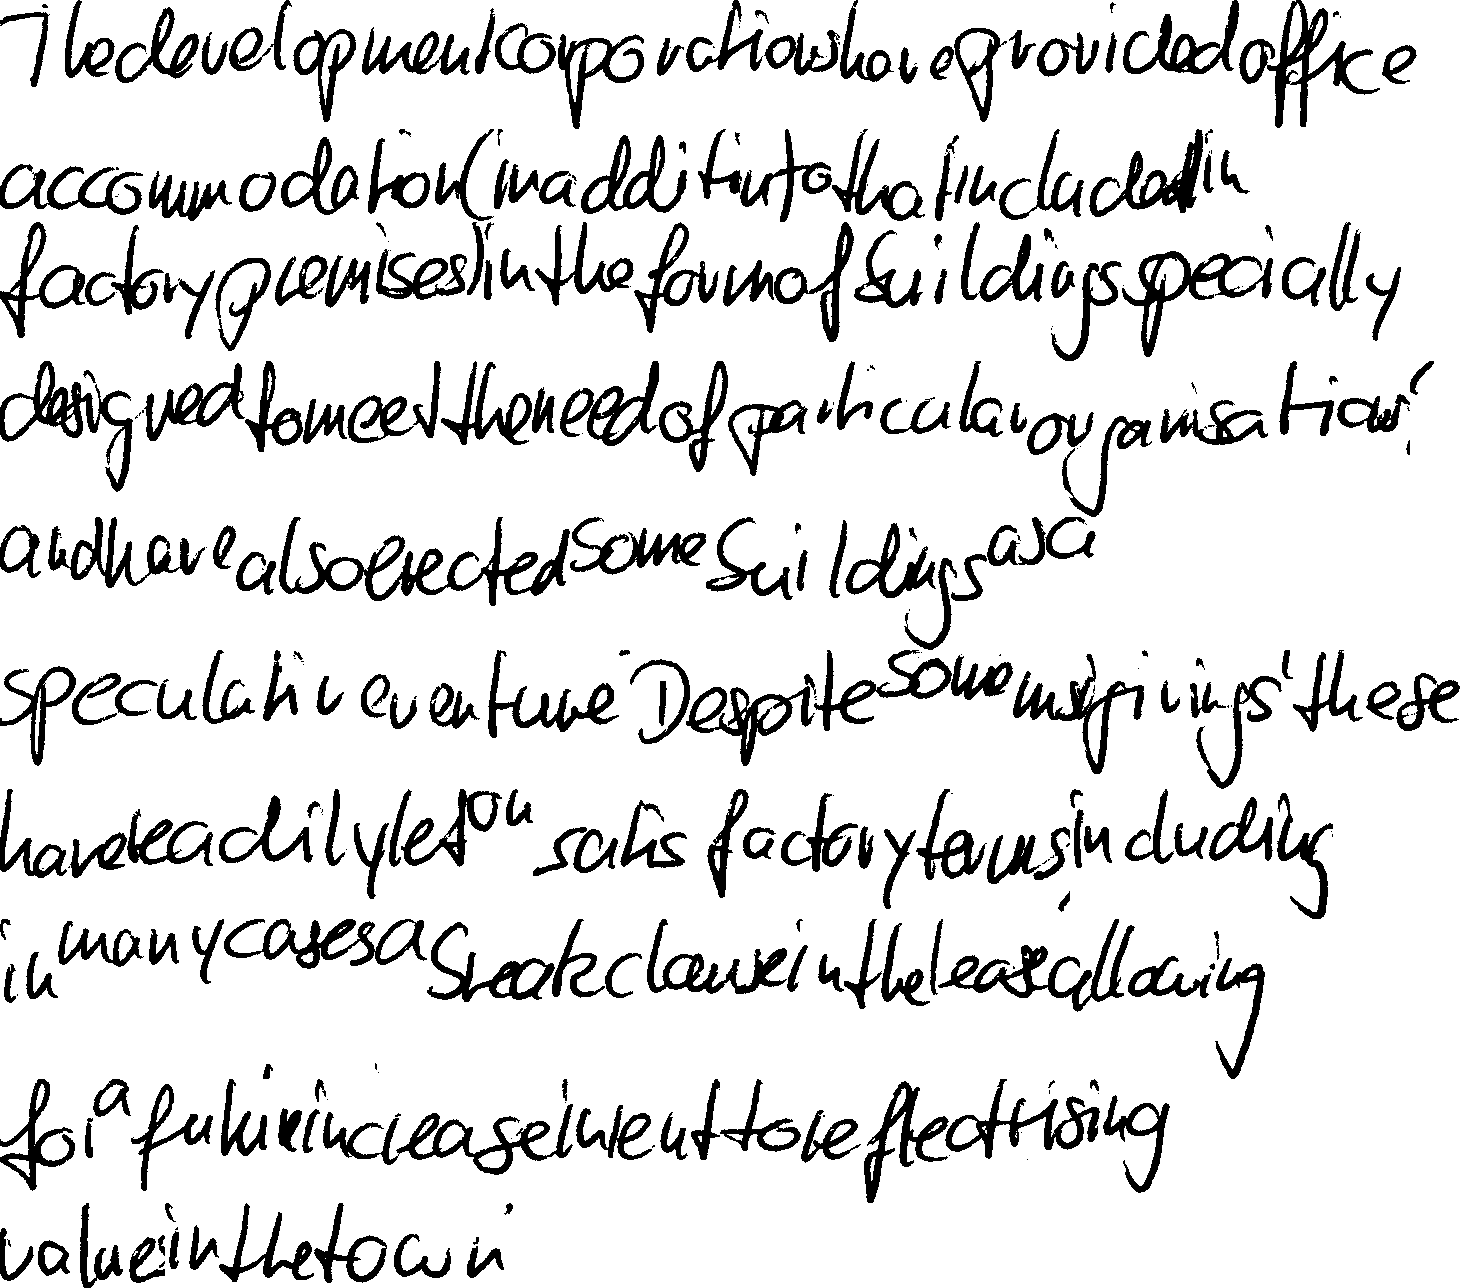 The development corporations have provided office
accommodation (in additin to that included in
factory premises) in the form of buildings specially
designed to meet the need of particular organisations,
and have also erected some buildings as a
speculative venture. Despite some misgivings, these
have readily let on satisfactory terms, including
in many cases a break clause in the lease allowing
for a future increase in rent to reflect rising
value in the town.